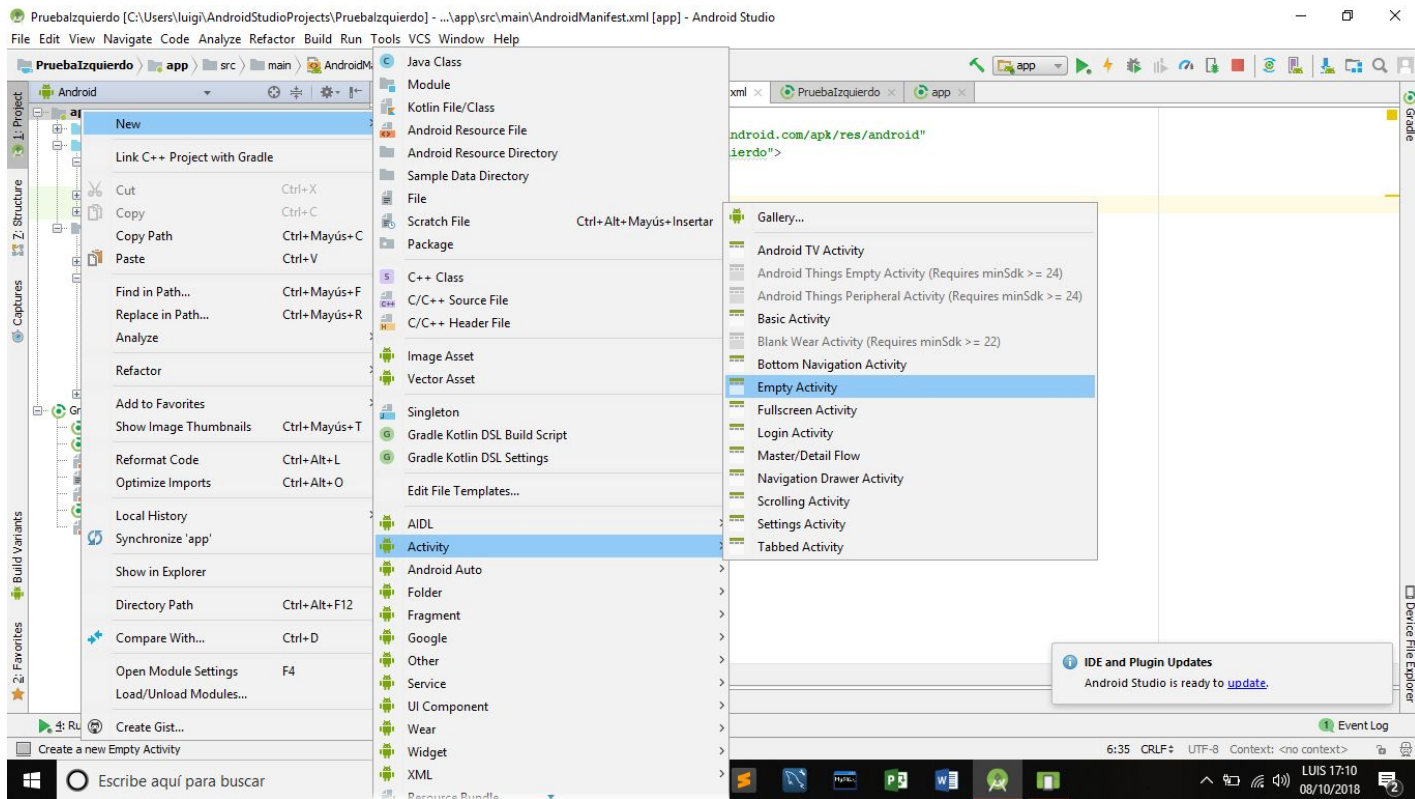 PruebaIzquierdo [C:\Users\luigi\AndroidStudioProjects\PruebaIzquierdo] - ...\app\src\main\AndroidManifest.xml [app] - Android Studio
File Edit View Navigate Code Analyze Refactor Build Run Tools VCS Window Help
PruebaIzquierdo app src main AndroidMa
app
Android
xml PruebaIzquierdo app
1: Project
Z: Structure
Captures
Build Variants
2: Favorites
Gradle
Device File Explorer
ndroid.com/apk/res/android"
ierdo">
New
Link C++ Project with Gradle
Cut Ctrl+X
Copy Ctrl+C
Copy Path Ctrl+Mayús+C
Paste Ctrl+V
Find in Path... Ctrl+Mayús+F
Replace in Path... Ctrl+Mayús+R
Analyze
Refactor
Add to Favorites
Show Image Thumbnails Ctrl+Mayús+T
Reformat Code Ctrl+Alt+L
Optimize Imports Ctrl+Alt+O
Local History
Synchronize 'app'
Show in Explorer
Directory Path Ctrl+Alt+F12
Compare With... Ctrl+D
Open Module Settings F4
Load/Unload Modules...
Create Gist...
Java Class
Module
Kotlin File/Class
Android Resource File
Android Resource Directory
Sample Data Directory
File
Scratch File Ctrl+Alt+Mayús+Insertar
Package
C++ Class
C/C++ Source File
C/C++ Header File
Image Asset
Vector Asset
Singleton
Gradle Kotlin DSL Build Script
Gradle Kotlin DSL Settings
Edit File Templates...
AIDL
Activity
Android Auto
Folder
Fragment
Google
Other
Service
UI Component
Wear
Widget
XML
Resource Bundle
Gallery...
Android TV Activity
Android Things Empty Activity (Requires minSdk >= 24)
Android Things Peripheral Activity (Requires minSdk >= 24)
Basic Activity
Blank Wear Activity (Requires minSdk >= 22)
Bottom Navigation Activity
Empty Activity
Fullscreen Activity
Login Activity
Master/Detail Flow
Navigation Drawer Activity
Scrolling Activity
Settings Activity
Tabbed Activity
IDE and Plugin Updates
Android Studio is ready to update.
4: Ru
1 Event Log
Create a new Empty Activity
6:35 CRLF UTF-8 Context: <no context>
Escribe aquí para buscar
LUIS 17:10
08/10/2018
2